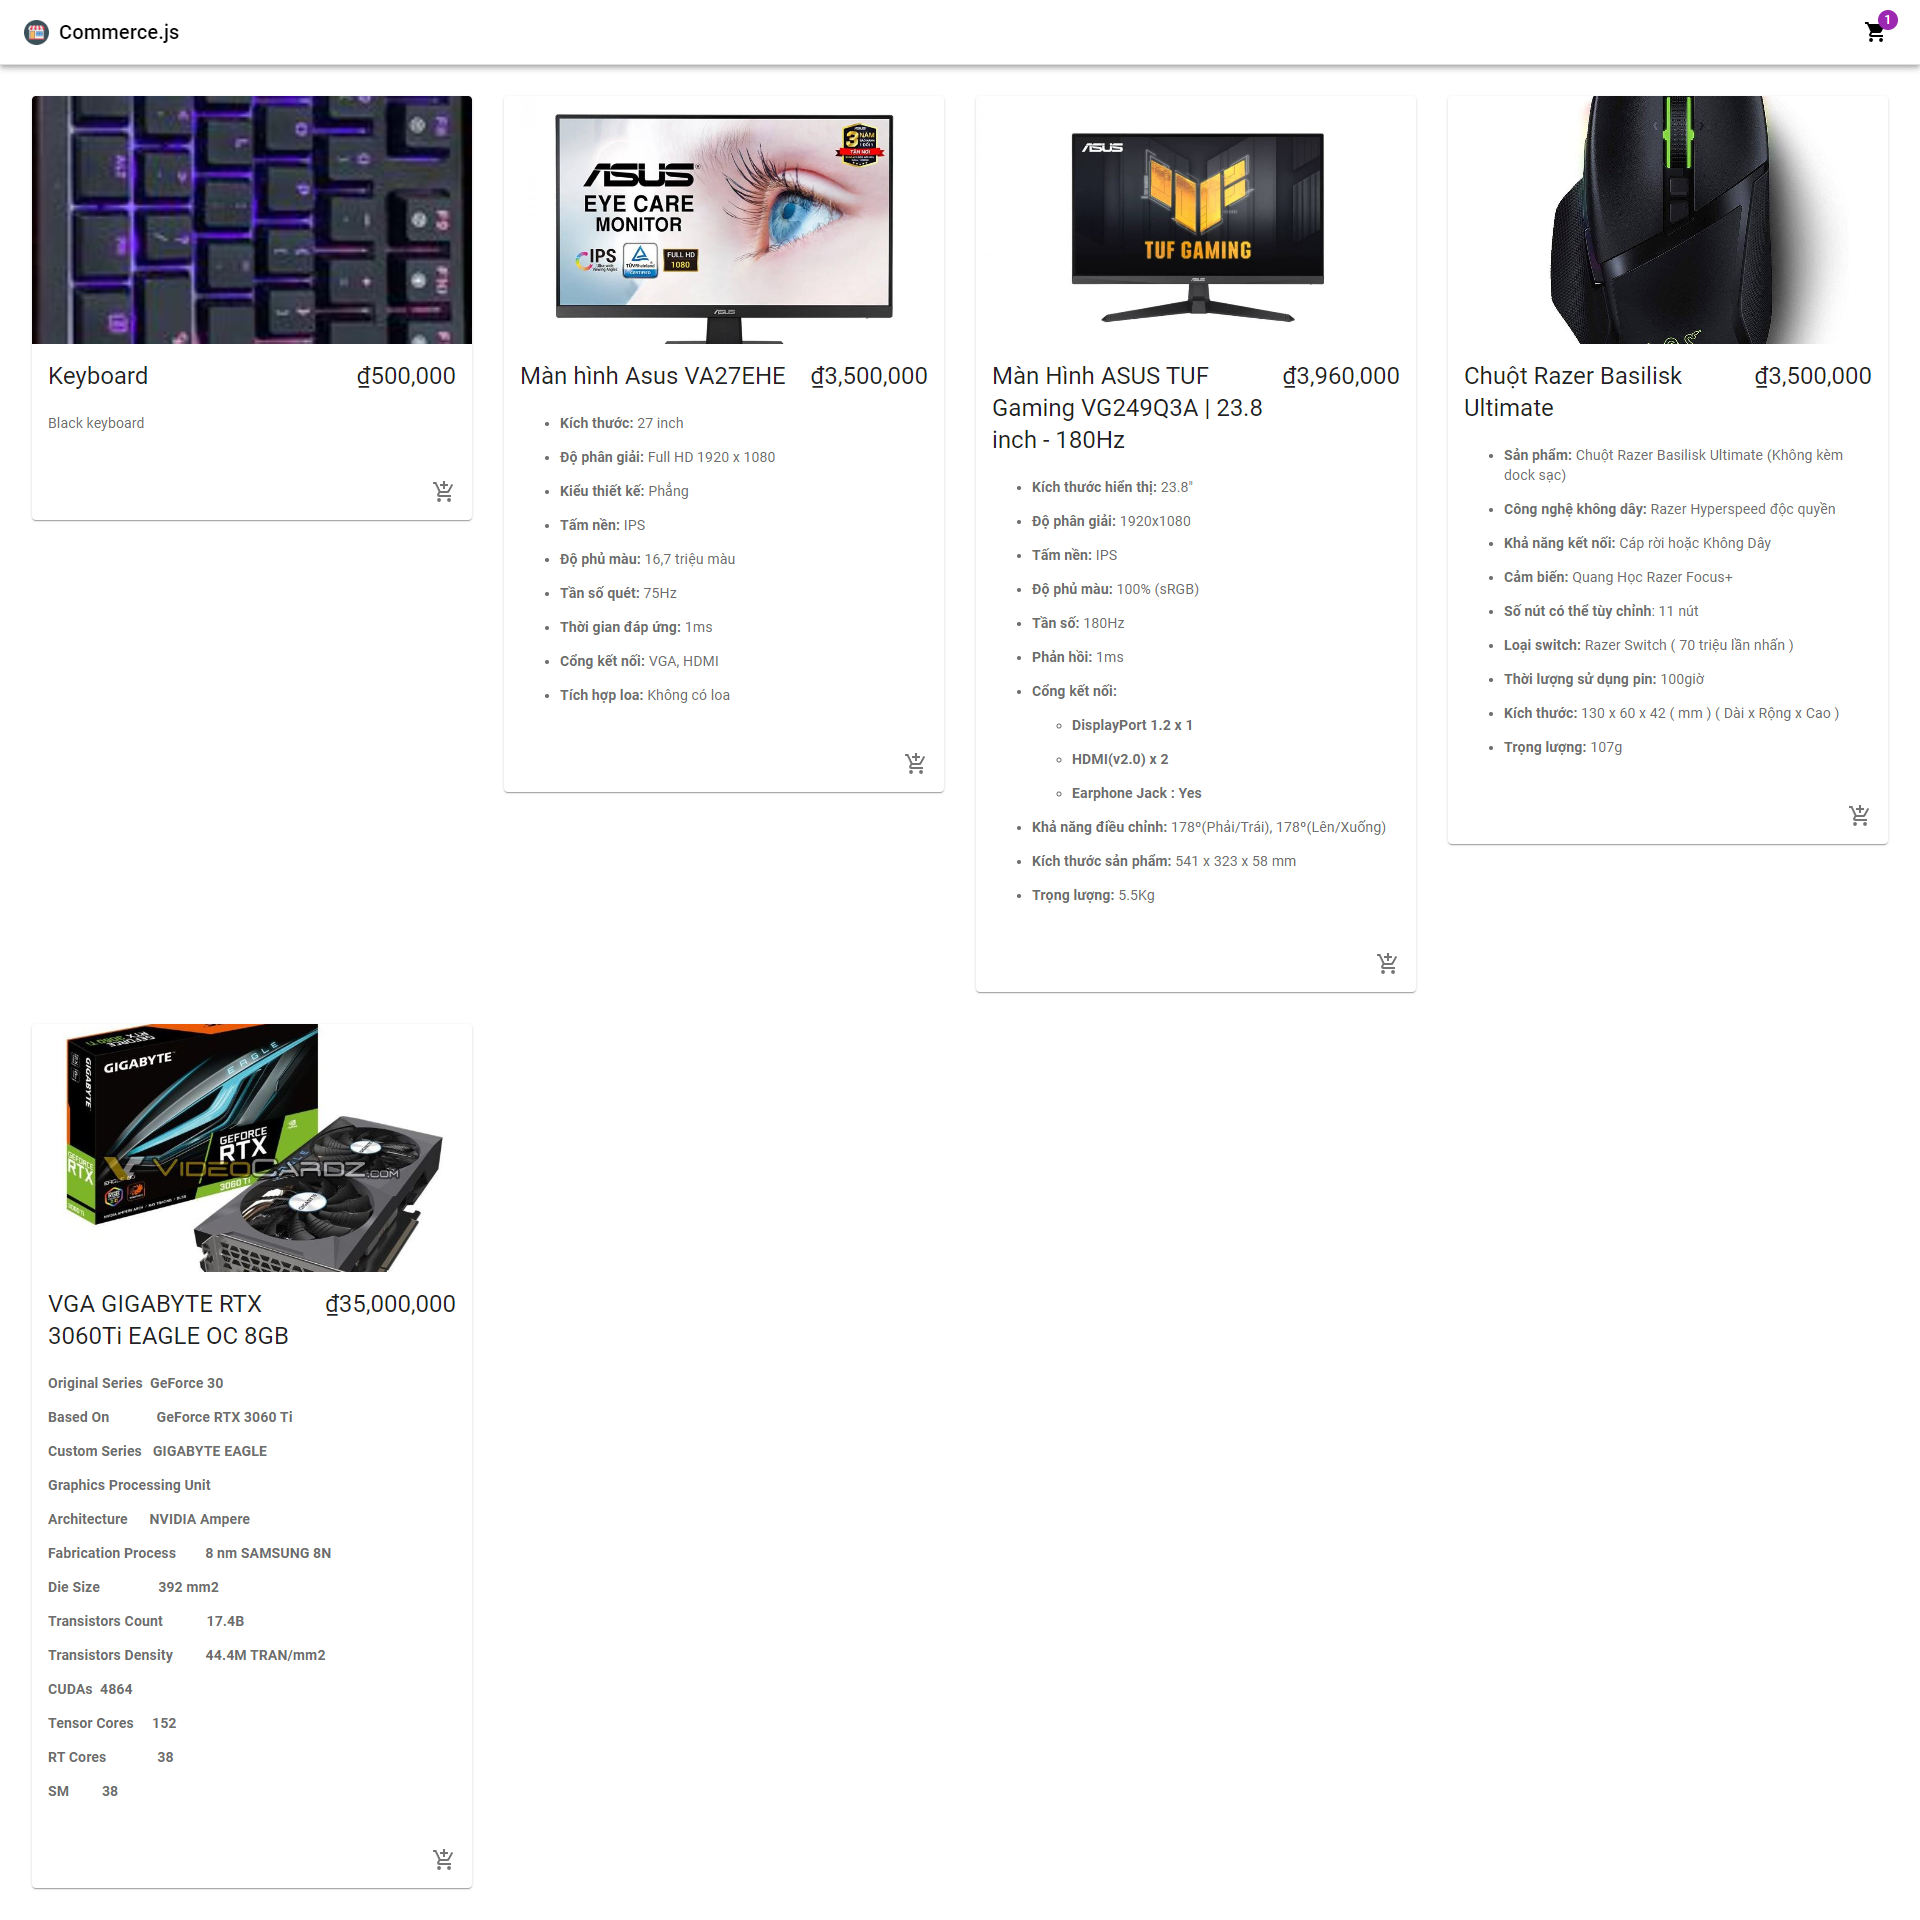 Commerce.js
1
Keyboard
₫500,000
Black keyboard
ASUS
EYE CARE
MONITOR
IPS
FULL HD
1080
3 NĂM
TẬN NƠI
ASUS
Màn hình Asus VA27EHE
₫3,500,000
Kích thước: 27 inch
Độ phân giải: Full HD 1920 x 1080
Kiểu thiết kế: Phẳng
Tấm nền: IPS
Độ phủ màu: 16,7 triệu màu
Tần số quét: 75Hz
Thời gian đáp ứng: 1ms
Cổng kết nối: VGA, HDMI
Tích hợp loa: Không có loa
ASUS
TUF GAMING
Màn Hình ASUS TUF
Gaming VG249Q3A | 23.8
inch - 180Hz
₫3,960,000
Kích thước hiển thị: 23.8"
Độ phân giải: 1920x1080
Tấm nền: IPS
Độ phủ màu: 100% (sRGB)
Tần số: 180Hz
Phản hồi: 1ms
Cổng kết nối:
DisplayPort 1.2 x 1
HDMI(v2.0) x 2
Earphone Jack : Yes
Khả năng điều chỉnh: 178º(Phải/Trái), 178º(Lên/Xuống)
Kích thước sản phẩm: 541 x 323 x 58 mm
Trọng lượng: 5.5Kg
Chuột Razer Basilisk
Ultimate
₫3,500,000
Sản phẩm: Chuột Razer Basilisk Ultimate (Không kèm
dock sạc)
Công nghệ không dây: Razer Hyperspeed độc quyền
Khả năng kết nối: Cáp rời hoặc Không Dây
Cảm biến: Quang Học Razer Focus+
Số nút có thể tùy chỉnh: 11 nút
Loại switch: Razer Switch ( 70 triệu lần nhấn )
Thời lượng sử dụng pin: 100giờ
Kích thước: 130 x 60 x 42 ( mm ) ( Dài x Rộng x Cao )
Trọng lượng: 107g
GIGABYTE
EAGLE
GIGABYTE
GEFORCE
RTX
3060 Ti
GEFORCE
RTX
VIDEOCARDZ.COM
VGA GIGABYTE RTX
3060Ti EAGLE OC 8GB
₫35,000,000
Original Series GeForce 30
Based On GeForce RTX 3060 Ti
Custom Series GIGABYTE EAGLE
Graphics Processing Unit
Architecture NVIDIA Ampere
Fabrication Process 8 nm SAMSUNG 8N
Die Size 392 mm2
Transistors Count 17.4B
Transistors Density 44.4M TRAN/mm2
CUDAs 4864
Tensor Cores 152
RT Cores 38
SM 38